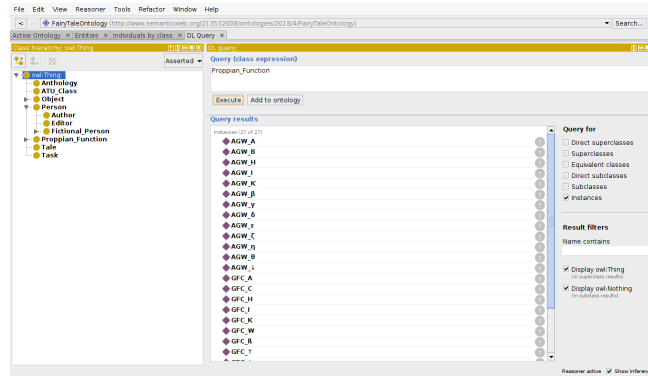 File Edit View Reasoner Tools Refactor Window Help
< > FairyTaleOntology (http://www.semanticweb.org/213532608/ontologies/2018/4/FairyTaleOntology) Search...
Active Ontology × Entities × Individuals by class × DL Query ×
Class hierarchy: owl:Thing
Asserted
owl:Thing
Anthology
ATU_Class
Object
Person
Author
Editor
Fictional_Person
Proppian_Function
Tale
Task
DL query:
Query (class expression)
Proppian_Function
Execute Add to ontology
Query results
Instances (27 of 27)
AGW_A
AGW_B
AGW_H
AGW_I
AGW_K
AGW_β
AGW_γ
AGW_δ
AGW_ε
AGW_ζ
AGW_η
AGW_θ
AGW_↓
GFC_A
GFC_C
GFC_H
GFC_I
GFC_K
GFC_W
GFC_ß
GFC_↑
Query for
Direct superclasses
Superclasses
Equivalent classes
Direct subclasses
Subclasses
Instances
Result filters
Name contains
Display owl:Thing
(in superclass results)
Display owl:Nothing
(in subclass results)
Reasoner active Show Inference